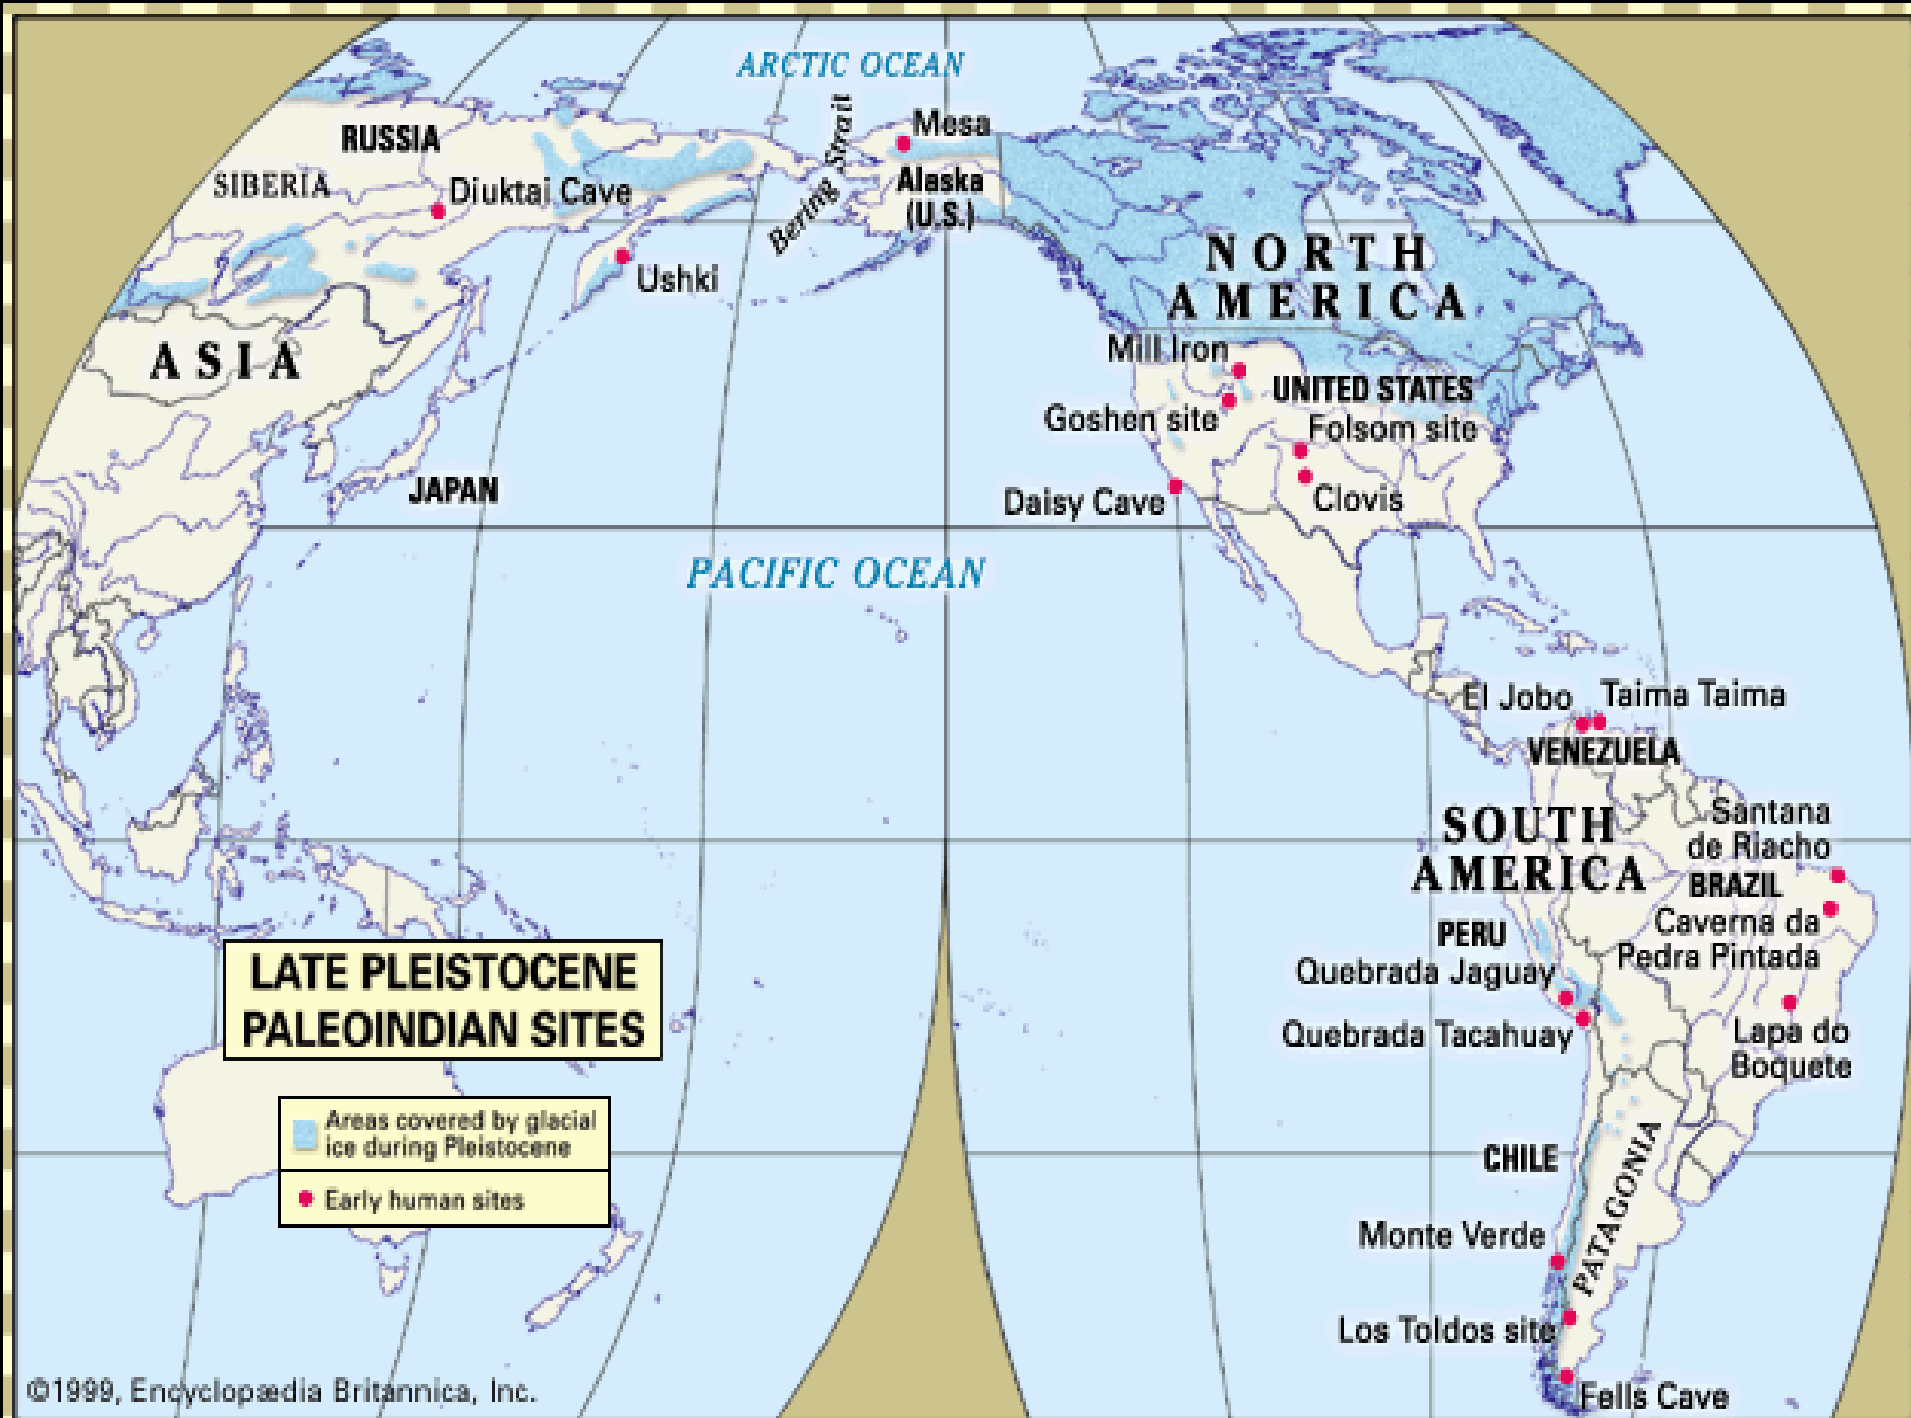 ARCTIC OCEAN
Bering Strait
Mesa
RUSSIA
SIBERIA
Diuktai Cave
Alaska
(U.S.)
Ushki
NORTH
AMERICA
ASIA
Mill Iron
UNITED STATES
Goshen site
Folsom site
JAPAN
Daisy Cave
Clovis
PACIFIC OCEAN
El Jobo
Taima Taima
VENEZUELA
SOUTH
AMERICA
Santana
de Riacho
BRAZIL
Caverna da
Pedra Pintada
PERU
Quebrada Jaguay
Quebrada Tacahuay
Lapa do
Boquete
LATE PLEISTOCENE
PALEOINDIAN SITES
Areas covered by glacial
ice during Pleistocene
Early human sites
CHILE
PATAGONIA
Monte Verde
Los Toldos site
Fells Cave
©1999, Encyclopædia Britannica, Inc.